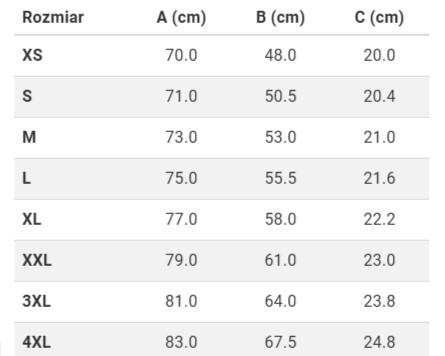 Rozmiar A (cm) B (cm) C (cm)
XS 70.0 48.0 20.0
S 71.0 50.5 20.4
M 73.0 53.0 21.0
L 75.0 55.5 21.6
XL 77.0 58.0 22.2
XXL 79.0 61.0 23.0
3XL 81.0 64.0 23.8
4XL 83.0 67.5 24.8